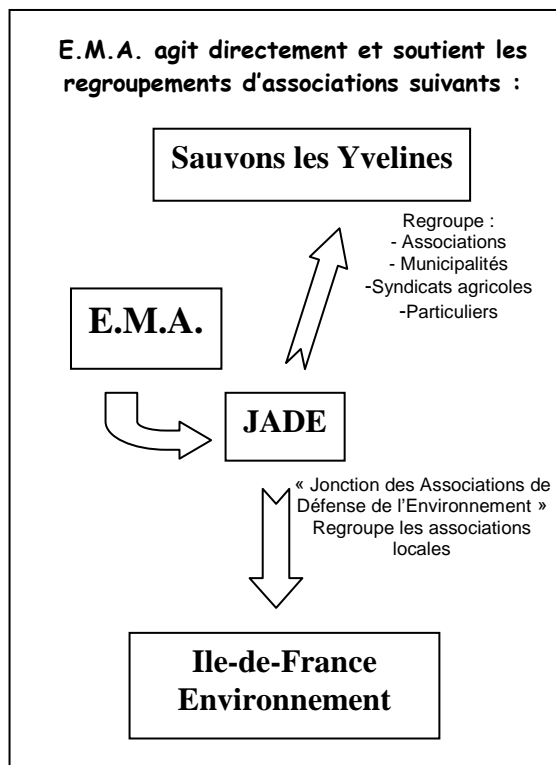 E.M.A. agit directement et soutient les
regroupements d’associations suivants :
Sauvons les Yvelines
Regroupe :
- Associations
- Municipalités
-Syndicats agricoles
-Particuliers
E.M.A.
JADE
« Jonction des Associations de
Défense de l’Environnement »
Regroupe les associations
locales
Ile-de-France
Environnement